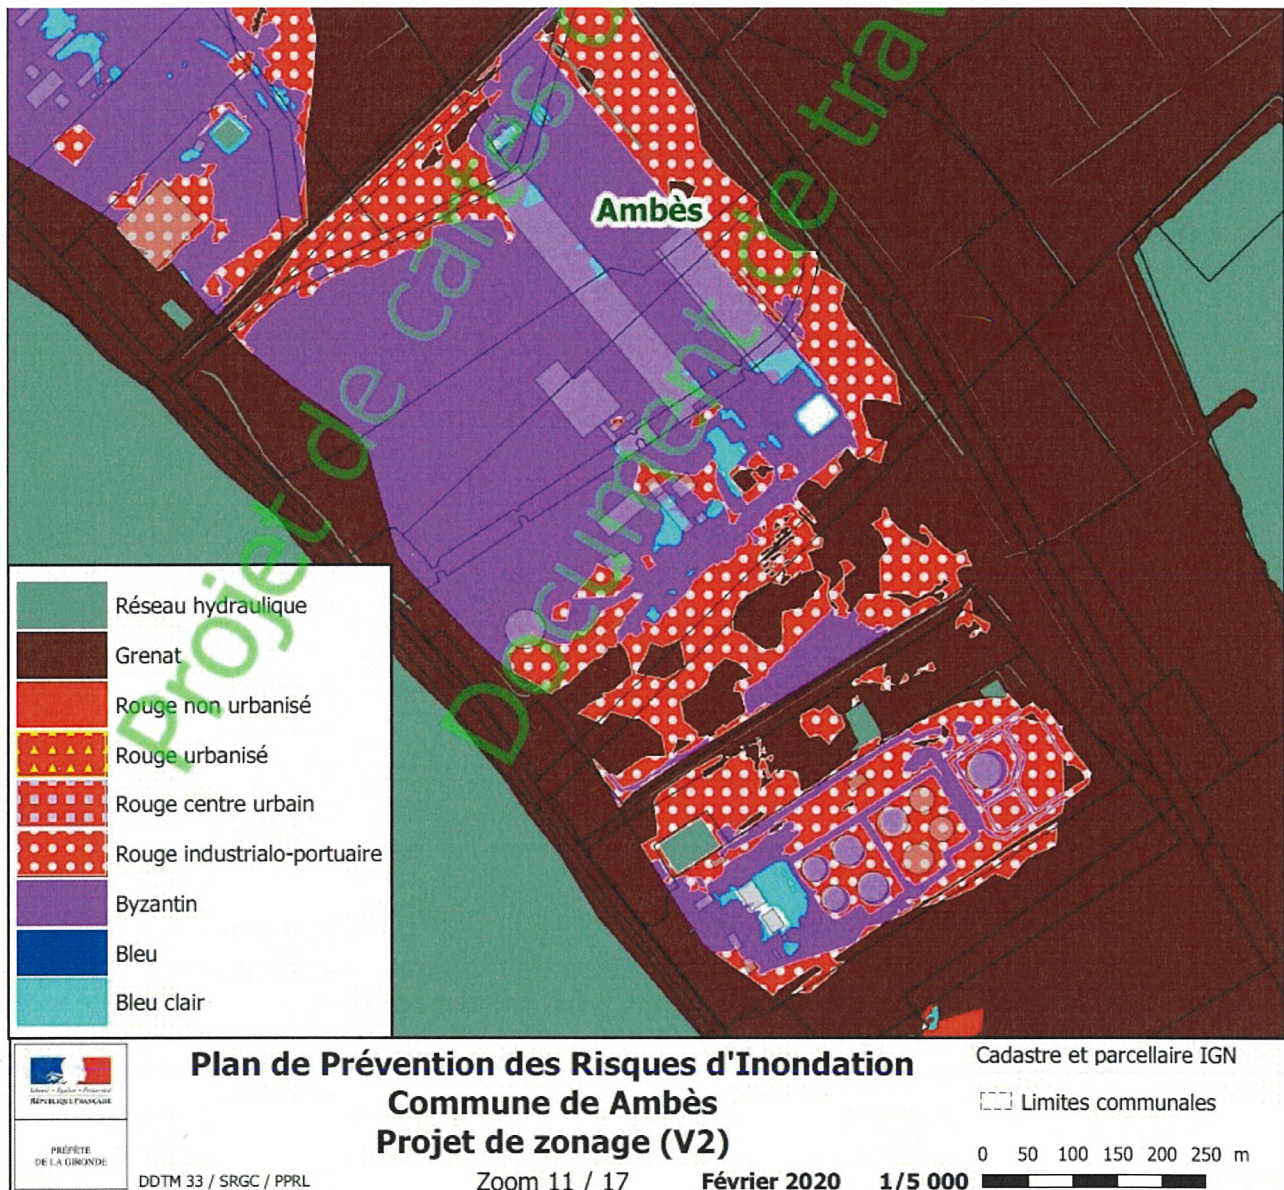 Projet de cartes
Document de tra
Ambès
Réseau hydraulique
Grenat
Rouge non urbanisé
Rouge urbanisé
Rouge centre urbain
Rouge industrialo-portuaire
Byzantin
Bleu
Bleu clair
RÉPUBLIQUE FRANÇAISE
PRÉFÈTE
DE LA GIRONDE
Plan de Prévention des Risques d'Inondation
Commune de Ambès
Projet de zonage (V2)
DDTM 33 / SRGC / PPRL
Zoom 11 / 17
Février 2020
1/5 000
Cadastre et parcellaire IGN
Limites communales
0 50 100 150 200 250 m